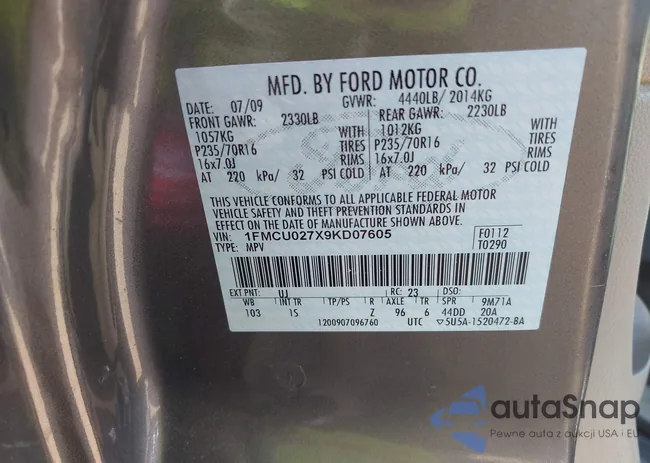 MFD. BY FORD MOTOR CO.
DATE: 07/09 GVWR: 4440LB/ 2014KG
FRONT GAWR: 2330LB REAR GAWR: 2230LB
1057KG WITH 1012KG WITH
P235/70R16 TIRES P235/70R16 TIRES
16x7.0J RIMS 16x7.0J RIMS
AT 220 kPa/ 32 PSI COLD AT 220 kPa/ 32 PSI COLD
THIS VEHICLE CONFORMS TO ALL APPLICABLE FEDERAL MOTOR
VEHICLE SAFETY AND THEFT PREVENTION STANDARDS IN
EFFECT ON THE DATE OF MANUFACTURE SHOWN ABOVE.
VIN: 1FMCU027X9KD07605 F0112
TYPE: MPV T0290
EXT PNT: UJ RC: 23 DSO:
WB INT TR TP/PS R AXLE TR SPR 9M71A
103 1S Z 96 6 44DD 20A
1200907096760 UTC ▽5U5A-1520472-BA
Ford
autaSnap
Pewne auta z aukcji USA i EU